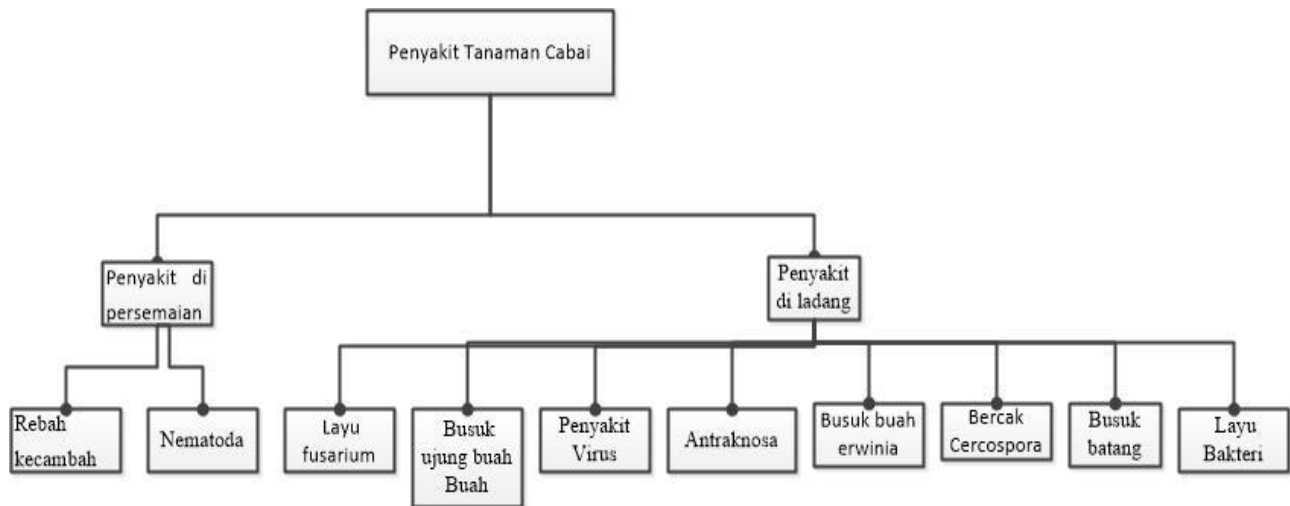 Penyakit Tanaman Cabai
Penyakit di
persemaian
Penyakit
di ladang
Rebah
kecambah
Nematoda
Layu
fusarium
Busuk
ujung buah
Buah
Penyakit
Virus
Antraknosa
Busuk buah
erwinia
Bercak
Cercospora
Busuk
batang
Layu
Bakteri